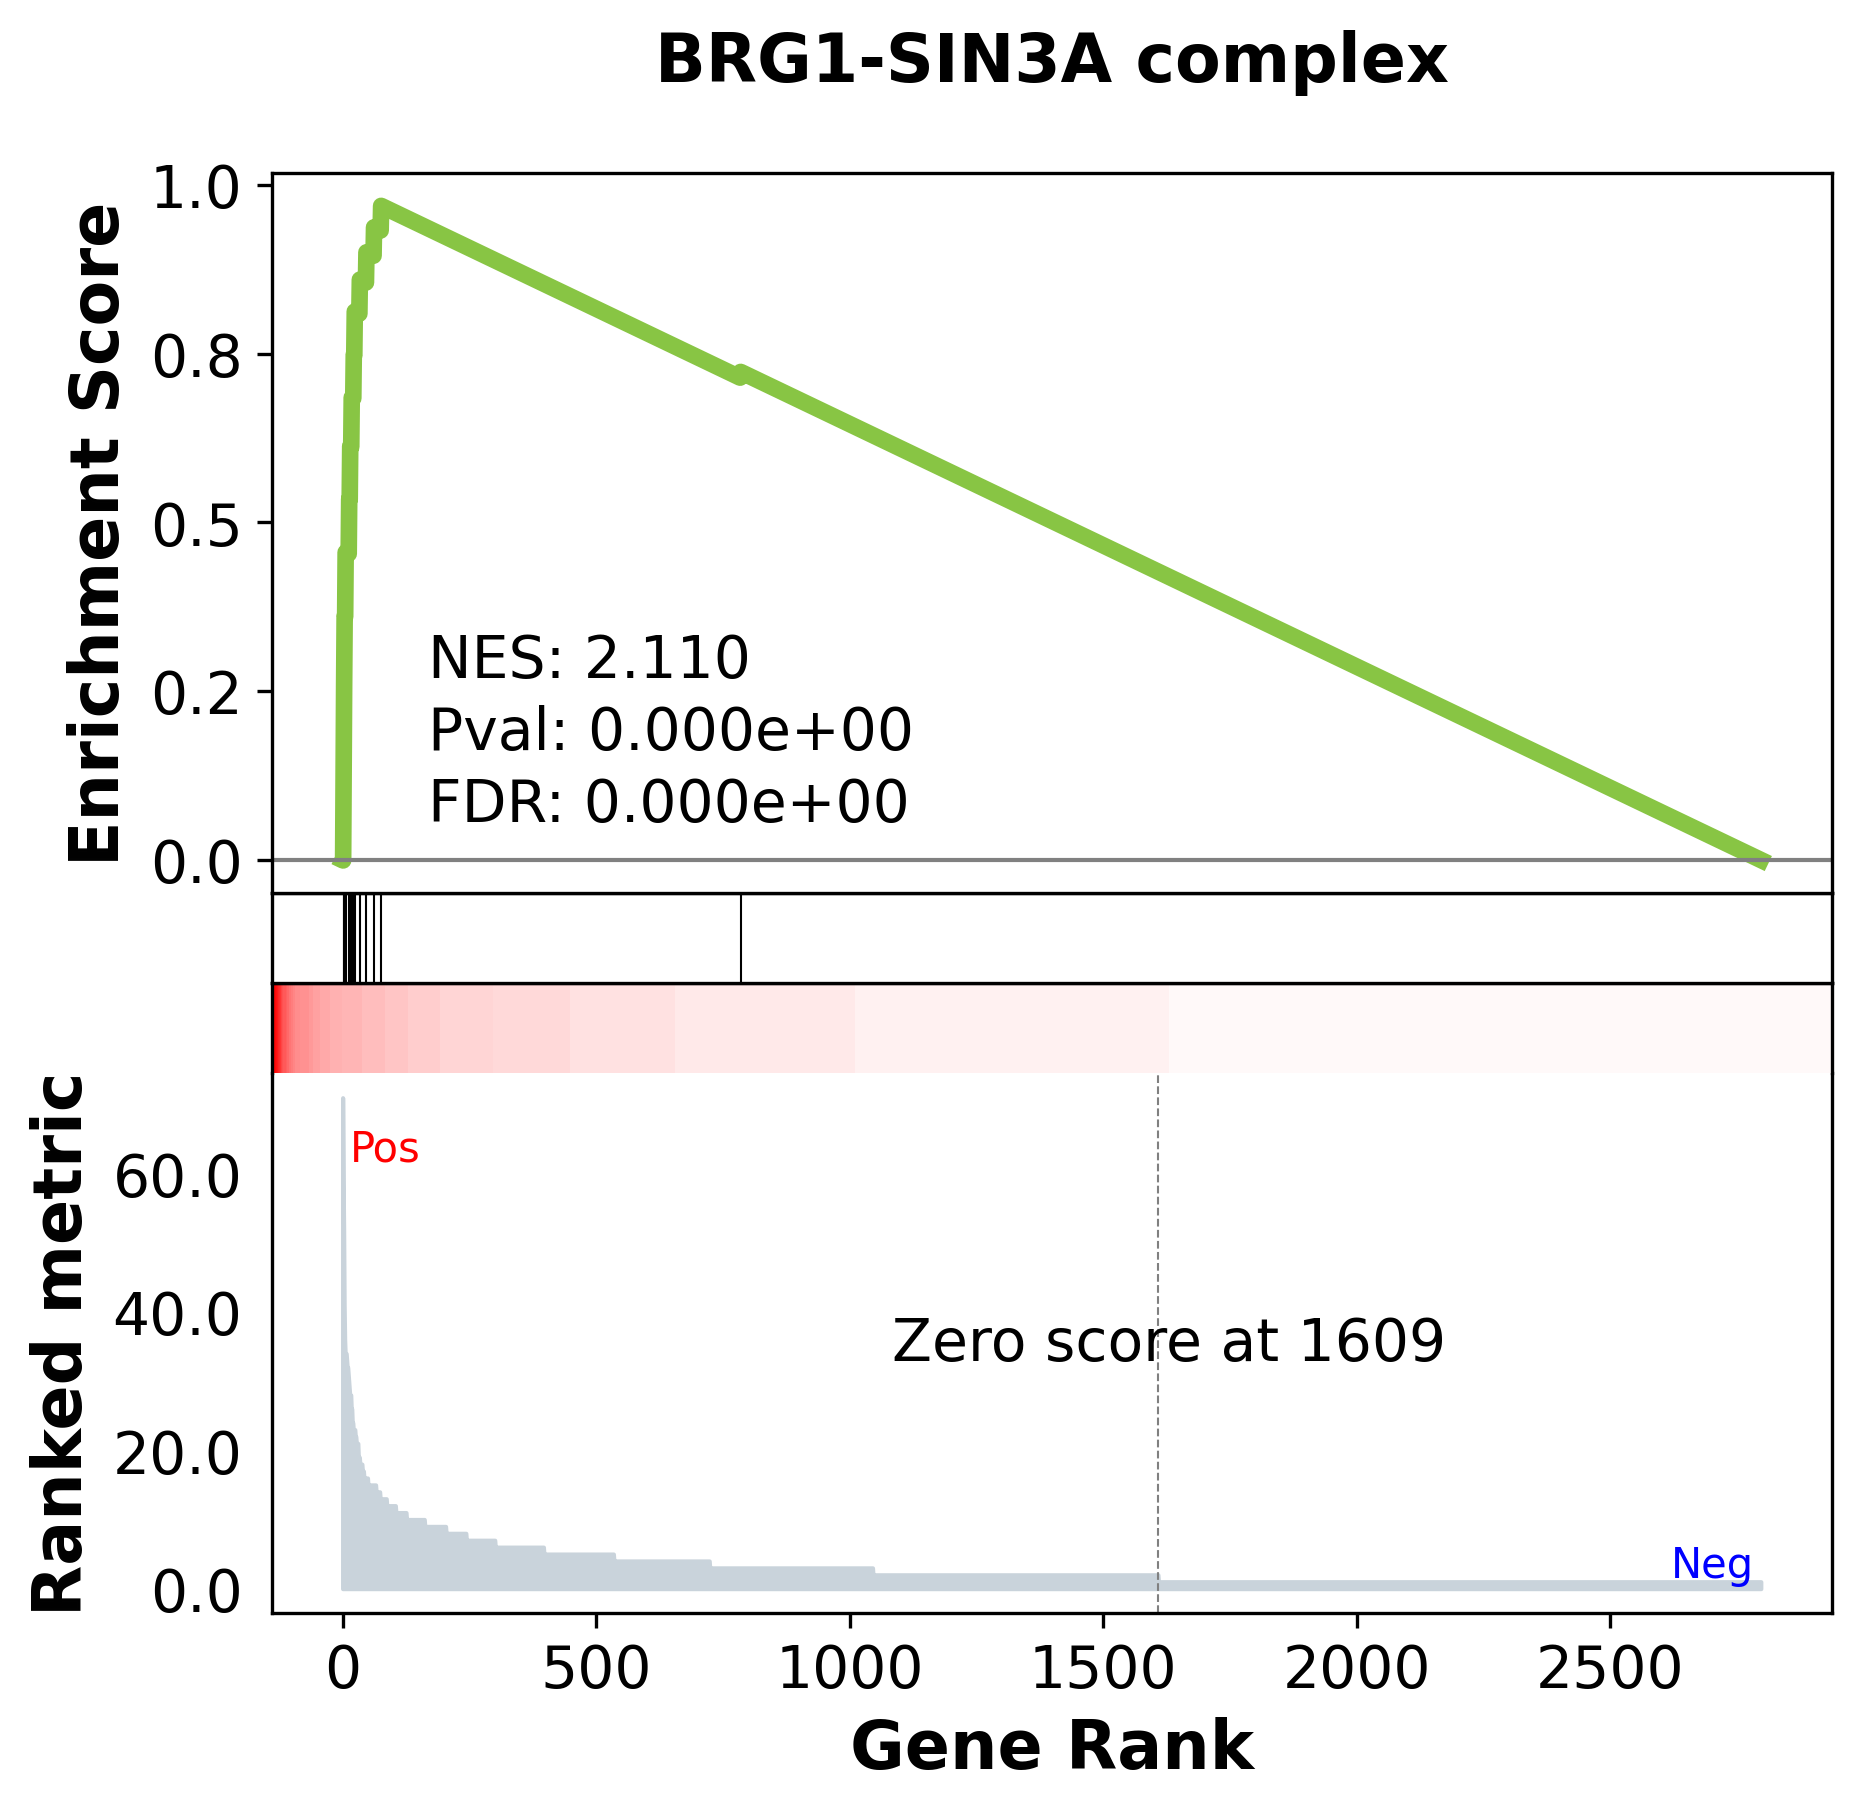 BRG1-SIN3A complex
Enrichment Score
1.0
0.8
0.5
0.2
0.0
NES: 2.110
Pval: 0.000e+00
FDR: 0.000e+00
Ranked metric
60.0
40.0
20.0
0.0
Pos
Zero score at 1609
Neg
0 500 1000 1500 2000 2500
Gene Rank